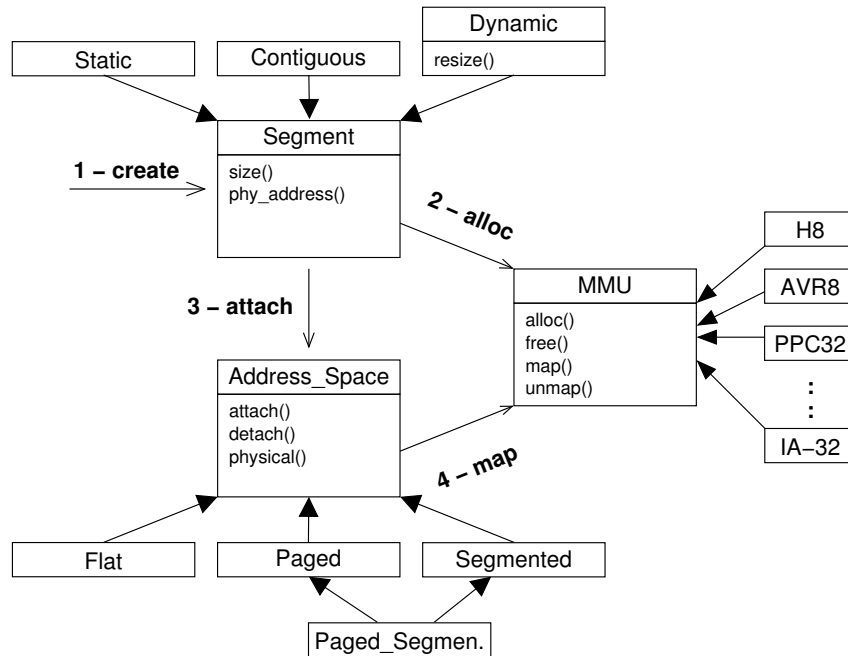 Dynamic
resize()
Static
Contiguous
Segment
size()
phy_address()
1 – create
2 – alloc
3 – attach
MMU
alloc()
free()
map()
unmap()
H8
AVR8
PPC32
IA–32
Address_Space
attach()
detach()
physical()
4 – map
Flat
Paged
Segmented
Paged_Segmen.